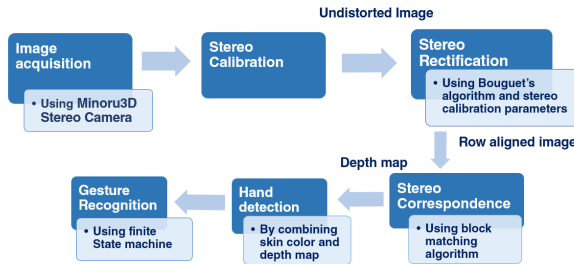 Undistorted Image
Image
acquisition
• Using Minoru3D
Stereo Camera
Stereo
Calibration
Stereo
Rectification
• Using Bouguet's
algorithm and stereo
calibration parameters
Row aligned image
Depth map
Stereo
Correspondence
• Using block
matching
algorithm
Hand
detection
• By combining
skin color and
depth map
Gesture
Recognition
• Using finite
State machine